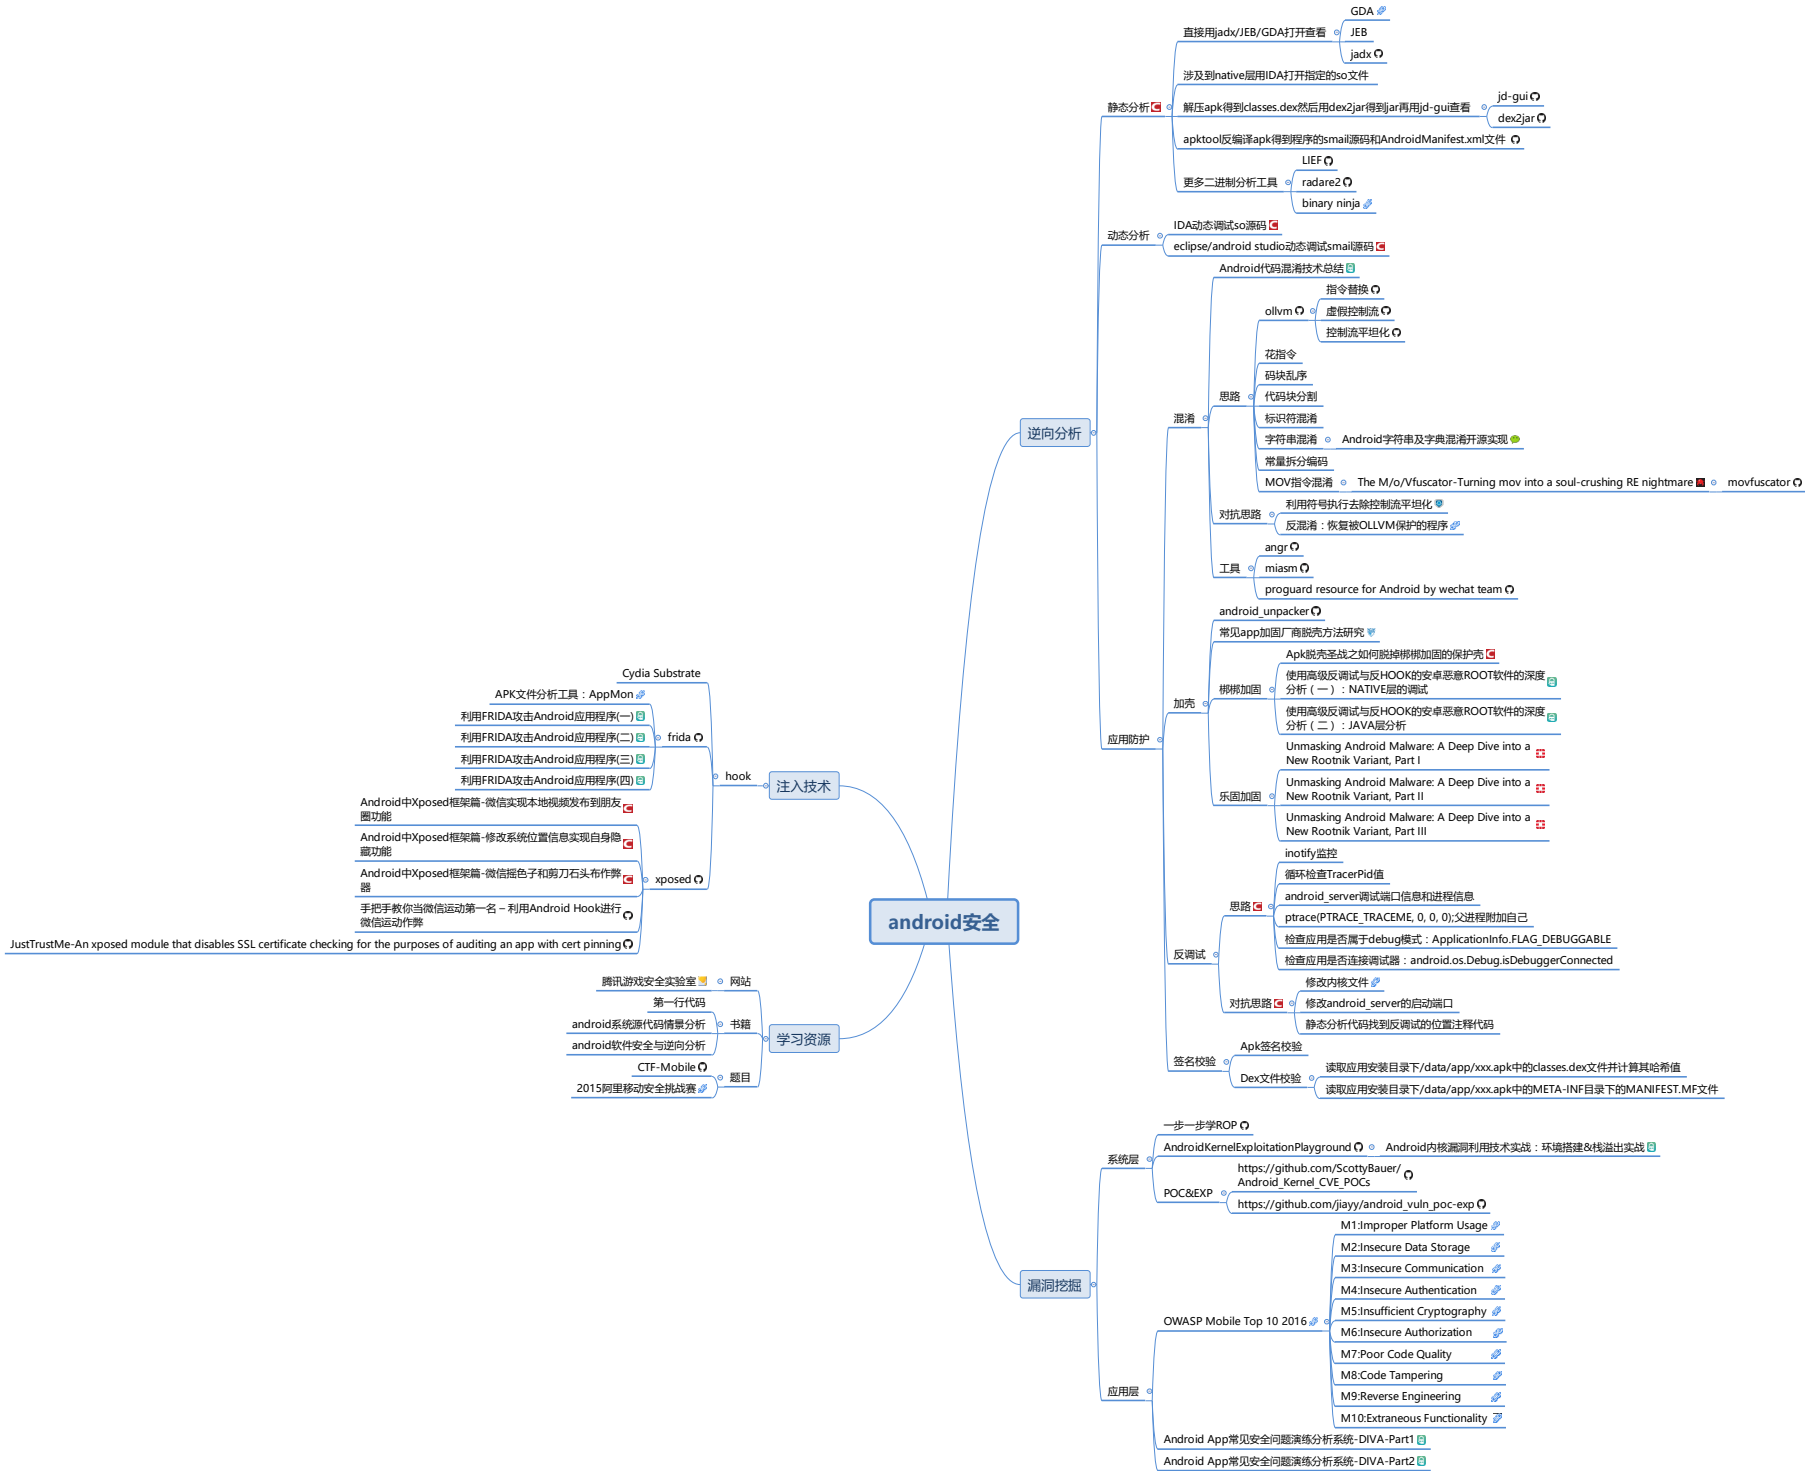 android安全
逆向分析
静态分析
直接用jadx/JEB/GDA打开查看
GDA
JEB
jadx
涉及到native层用IDA打开指定的so文件
解压apk得到classes.dex然后用dex2jar得到jar再用jd-gui查看
jd-gui
dex2jar
apktool反编译apk得到程序的smail源码和AndroidManifest.xml文件
更多二进制分析工具
LIEF
radare2
binary ninja
动态分析
IDA动态调试so源码
eclipse/android studio动态调试smail源码
应用防护
混淆
Android代码混淆技术总结
思路
ollvm
指令替换
虚假控制流
控制流平坦化
花指令
码块乱序
代码块分割
标识符混淆
字符串混淆
Android字符串及字典混淆开源实现
常量拆分编码
MOV指令混淆
The M/o/Vfuscator-Turning mov into a soul-crushing RE nightmare
movfuscator
对抗思路
利用符号执行去除控制流平坦化
反混淆：恢复被OLLVM保护的程序
工具
angr
miasm
proguard resource for Android by wechat team
加壳
android_unpacker
常见app加固厂商脱壳方法研究
梆梆加固
Apk脱壳圣战之如何脱掉梆梆加固的保护壳
使用高级反调试与反HOOK的安卓恶意ROOT软件的深度
分析（一）：NATIVE层的调试
使用高级反调试与反HOOK的安卓恶意ROOT软件的深度
分析（二）：JAVA层分析
乐固加固
Unmasking Android Malware: A Deep Dive into a
New Rootnik Variant, Part I
Unmasking Android Malware: A Deep Dive into a
New Rootnik Variant, Part II
Unmasking Android Malware: A Deep Dive into a
New Rootnik Variant, Part III
反调试
思路
inotify监控
循环检查TracerPid值
android_server调试端口信息和进程信息
ptrace(PTRACE_TRACEME, 0, 0, 0);父进程附加自己
检查应用是否属于debug模式：ApplicationInfo.FLAG_DEBUGGABLE
检查应用是否连接调试器：android.os.Debug.isDebuggerConnected
对抗思路
修改内核文件
修改android_server的启动端口
静态分析代码找到反调试的位置注释代码
签名校验
Apk签名校验
Dex文件校验
读取应用安装目录下/data/app/xxx.apk中的classes.dex文件并计算其哈希值
读取应用安装目录下/data/app/xxx.apk中的META-INF目录下的MANIFEST.MF文件
漏洞挖掘
系统层
一步一步学ROP
AndroidKernelExploitationPlayground
Android内核漏洞利用技术实战：环境搭建&栈溢出实战
POC&EXP
https://github.com/ScottyBauer/
Android_Kernel_CVE_POCs
https://github.com/jiayy/android_vuln_poc-exp
应用层
OWASP Mobile Top 10 2016
M1:Improper Platform Usage
M2:Insecure Data Storage
M3:Insecure Communication
M4:Insecure Authentication
M5:Insufficient Cryptography
M6:Insecure Authorization
M7:Poor Code Quality
M8:Code Tampering
M9:Reverse Engineering
M10:Extraneous Functionality
Android App常见安全问题演练分析系统-DIVA-Part1
Android App常见安全问题演练分析系统-DIVA-Part2
注入技术
hook
Cydia Substrate
frida
APK文件分析工具：AppMon
利用FRIDA攻击Android应用程序(一)
利用FRIDA攻击Android应用程序(二)
利用FRIDA攻击Android应用程序(三)
利用FRIDA攻击Android应用程序(四)
xposed
Android中Xposed框架篇-微信实现本地视频发布到朋友
圈功能
Android中Xposed框架篇-修改系统位置信息实现自身隐
藏功能
Android中Xposed框架篇-微信摇色子和剪刀石头布作弊
器
手把手教你当微信运动第一名 – 利用Android Hook进行
微信运动作弊
JustTrustMe-An xposed module that disables SSL certificate checking for the purposes of auditing an app with cert pinning
学习资源
网站
腾讯游戏安全实验室
书籍
第一行代码
android系统源代码情景分析
android软件安全与逆向分析
题目
CTF-Mobile
2015阿里移动安全挑战赛